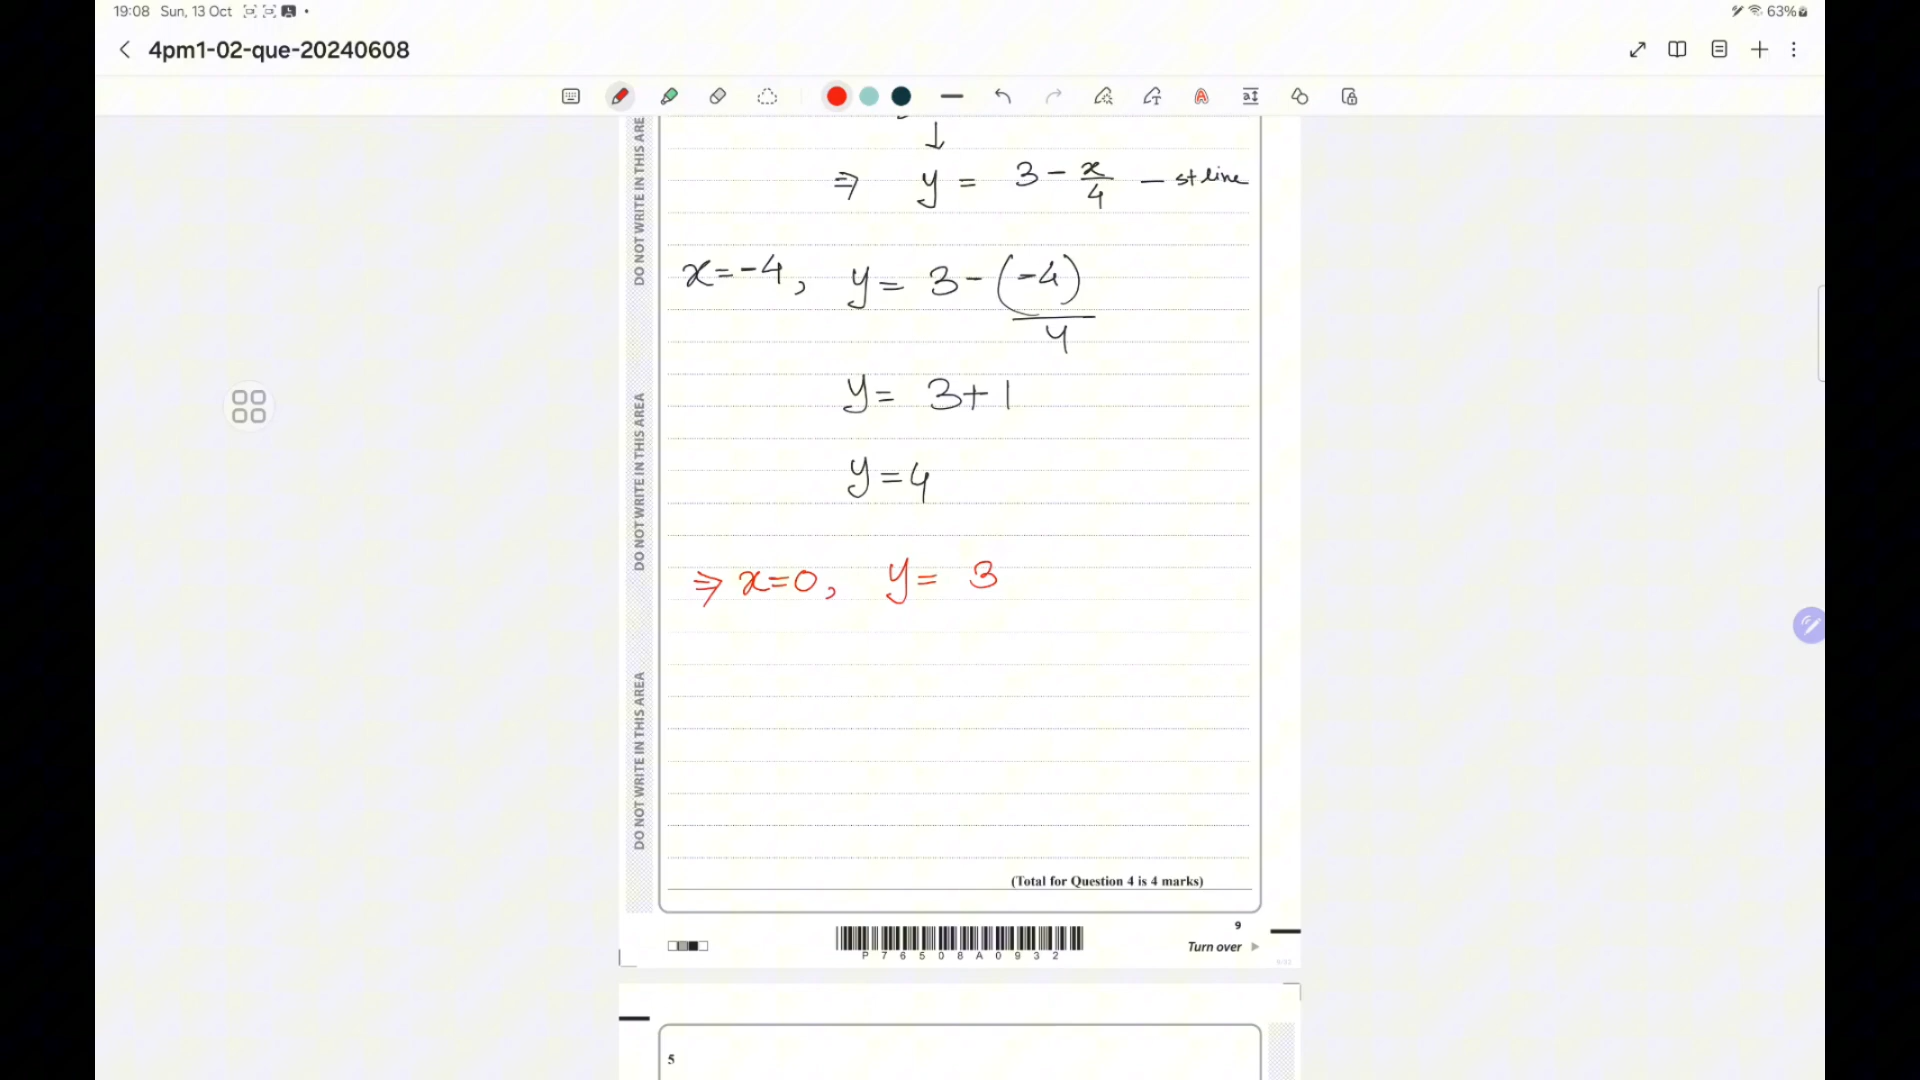 19:08 Sun, 13 Oct
63%
4pm1-02-que-20240608
DO NOT WRITE IN THIS ARE
⇒ y = 3 - x/4 - st line
x = -4, y = 3 - (-4)/4
y = 3 + 1
DO NOT WRITE IN THIS AREA
y = 4
⇒ x = 0, y = 3
DO NOT WRITE IN THIS AREA
(Total for Question 4 is 4 marks)
9
P 7 6 5 0 8 A 0 9 3 2
Turn over
5